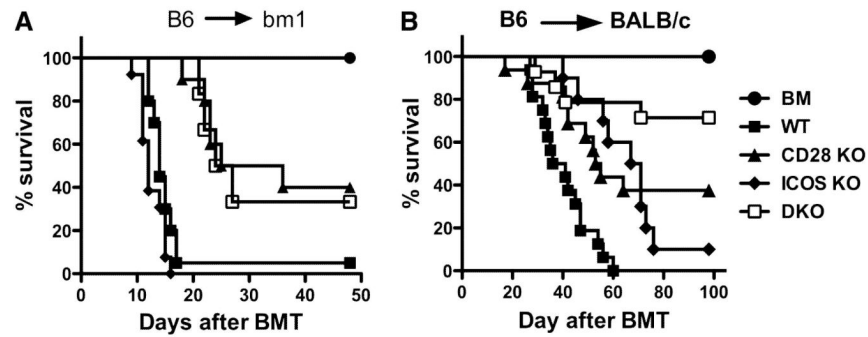 A
B6 → bm1
% survival
100
80
60
40
20
0
0 10 20 30 40 50
Days after BMT
B
B6 → BALB/c
% survival
100
80
60
40
20
0
0 20 40 60 80 100
Day after BMT
BM
WT
CD28 KO
ICOS KO
DKO